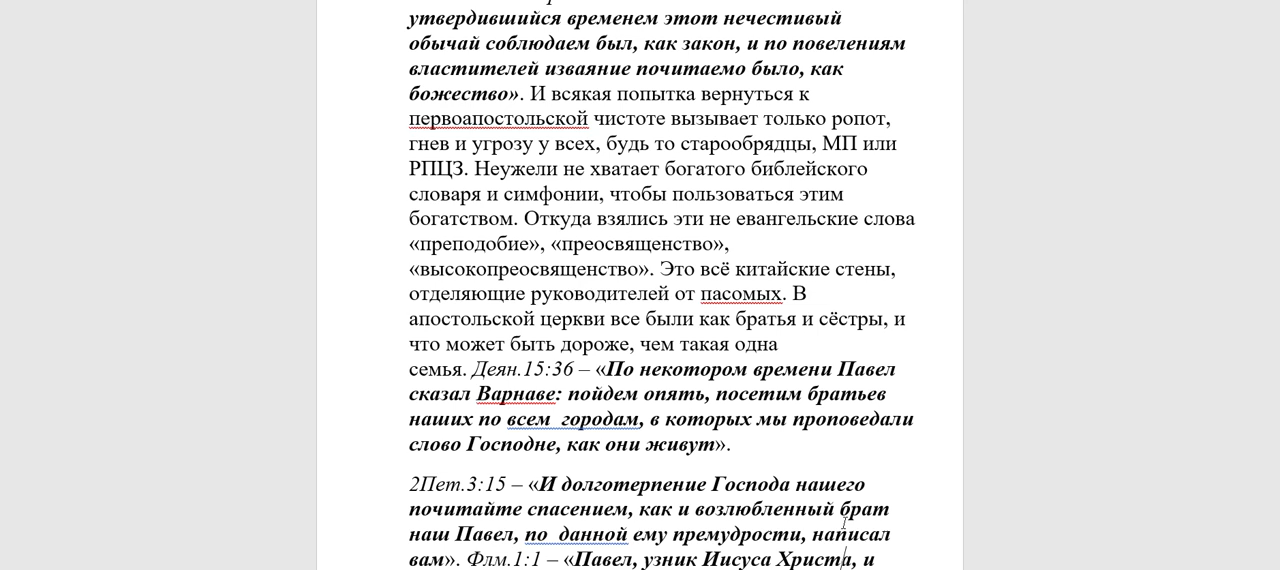 утвердившийся временем этот нечестивый
обычай соблюдаем был, как закон, и по повелениям
властителей изваяние почитаемо было, как
божество». И всякая попытка вернуться к
первоапостольской чистоте вызывает только ропот,
гнев и угрозу у всех, будь то старообрядцы, МП или
РПЦЗ. Неужели не хватает богатого библейского
словаря и симфонии, чтобы пользоваться этим
богатством. Откуда взялись эти не евангельские слова
«преподобие», «преосвященство»,
«высокопреосвященство». Это всё китайские стены,
отделяющие руководителей от пасомых. В
апостольской церкви все были как братья и сёстры, и
что может быть дороже, чем такая одна
семья. Деян.15:36 – «По некотором времени Павел
сказал Варнаве: пойдем опять, посетим братьев
наших по всем  городам, в которых мы проповедали
слово Господне, как они живут».
2Пет.3:15 – «И долготерпение Господа нашего
почитайте спасением, как и возлюбленный брат
наш Павел, по  данной ему премудрости, написал
вам». Флм.1:1 – «Павел, узник Иисуса Христа, и